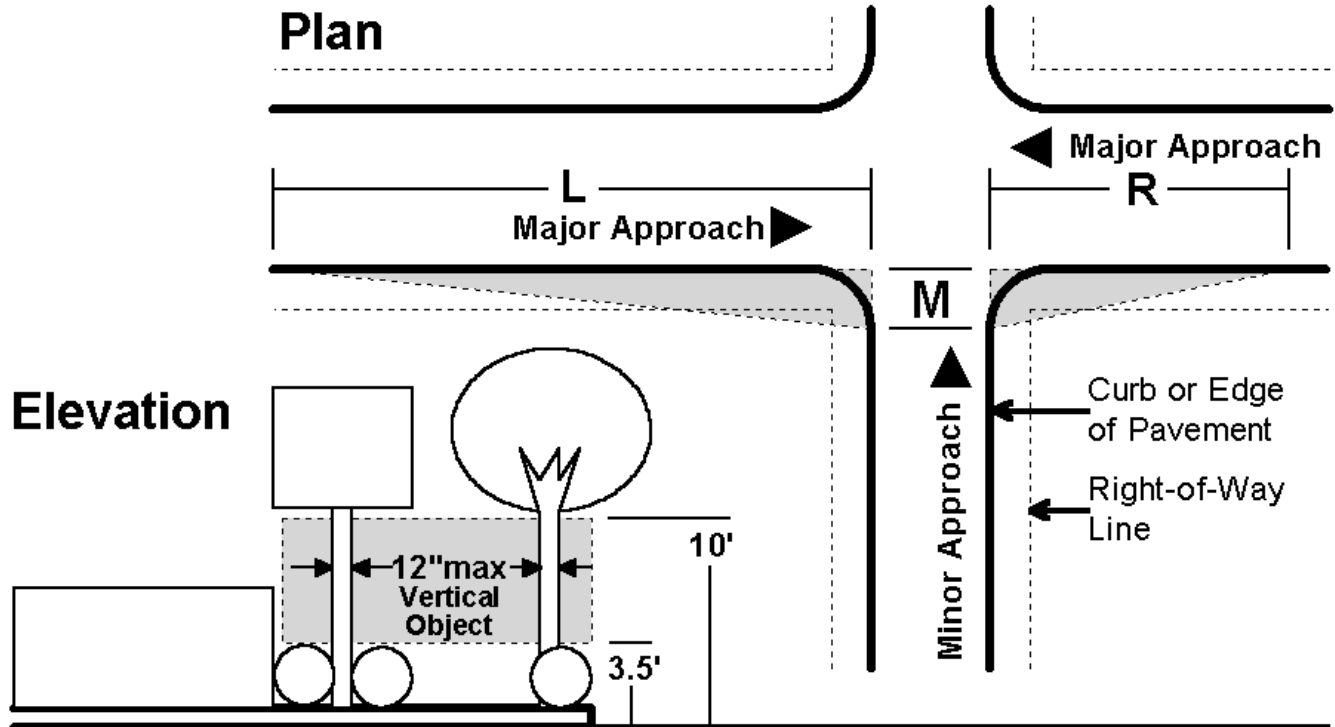 Plan
Major Approach
L
R
Major Approach
M
Elevation
Curb or Edge
of Pavement
Right-of-Way
Line
Minor Approach
10'
12"max
Vertical
Object
3.5'